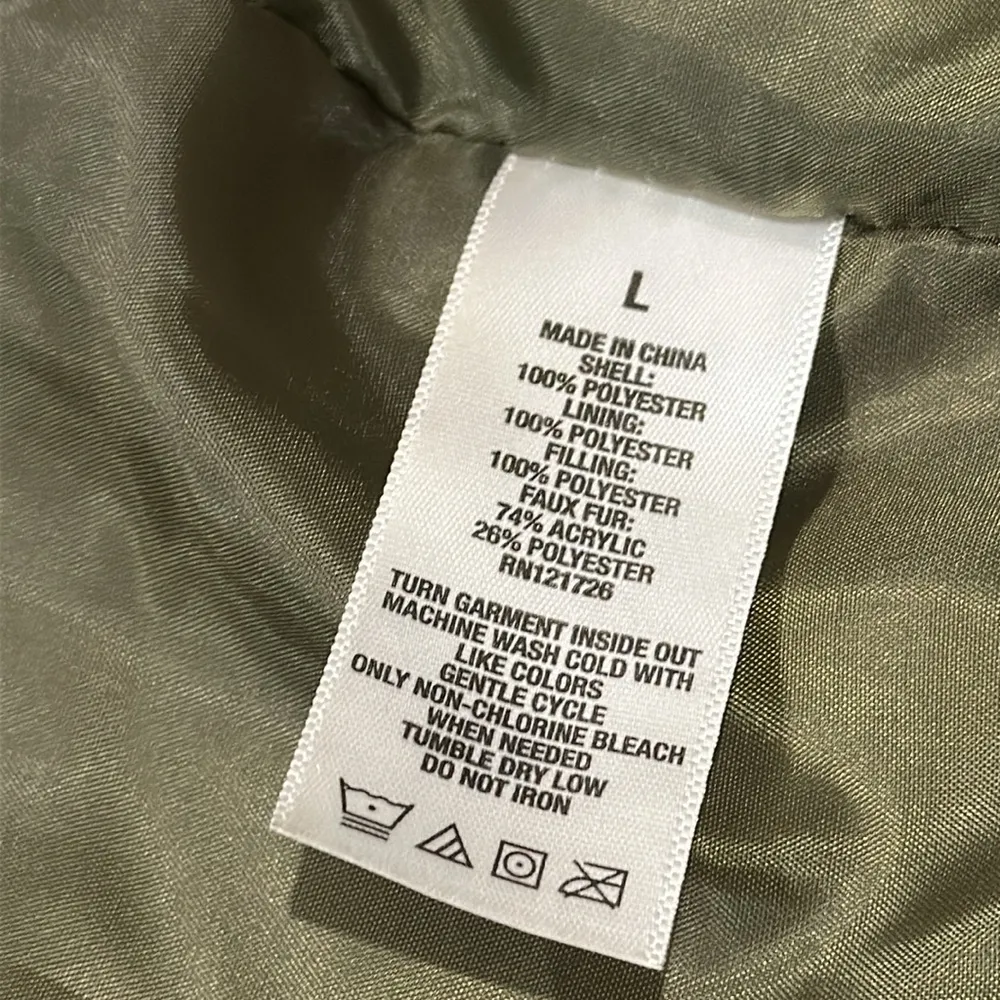 L
MADE IN CHINA
SHELL:
100% POLYESTER
LINING:
100% POLYESTER
FILLING:
100% POLYESTER
FAUX FUR:
74% ACRYLIC
26% POLYESTER
RN121726
TURN GARMENT INSIDE OUT
MACHINE WASH COLD WITH
LIKE COLORS
GENTLE CYCLE
ONLY NON-CHLORINE BLEACH
WHEN NEEDED
TUMBLE DRY LOW
DO NOT IRON